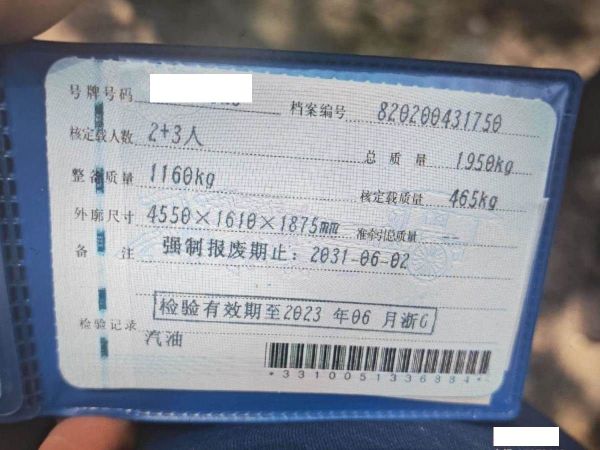 号牌号码
档案编号 820200431750
核定载人数 2+3人
总质量 1950kg
整备质量 1160kg
核定载质量 465kg
外廓尺寸 4550×1610×1875mm
准牵引总质量 --
备注 强制报废期止：2031-06-02
检验有效期至2023 年06 月浙G
检验记录
汽油
*3310051336884*